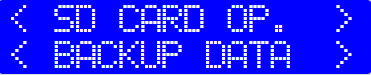 < SD CARD OP. >
< BACKUP DATA >